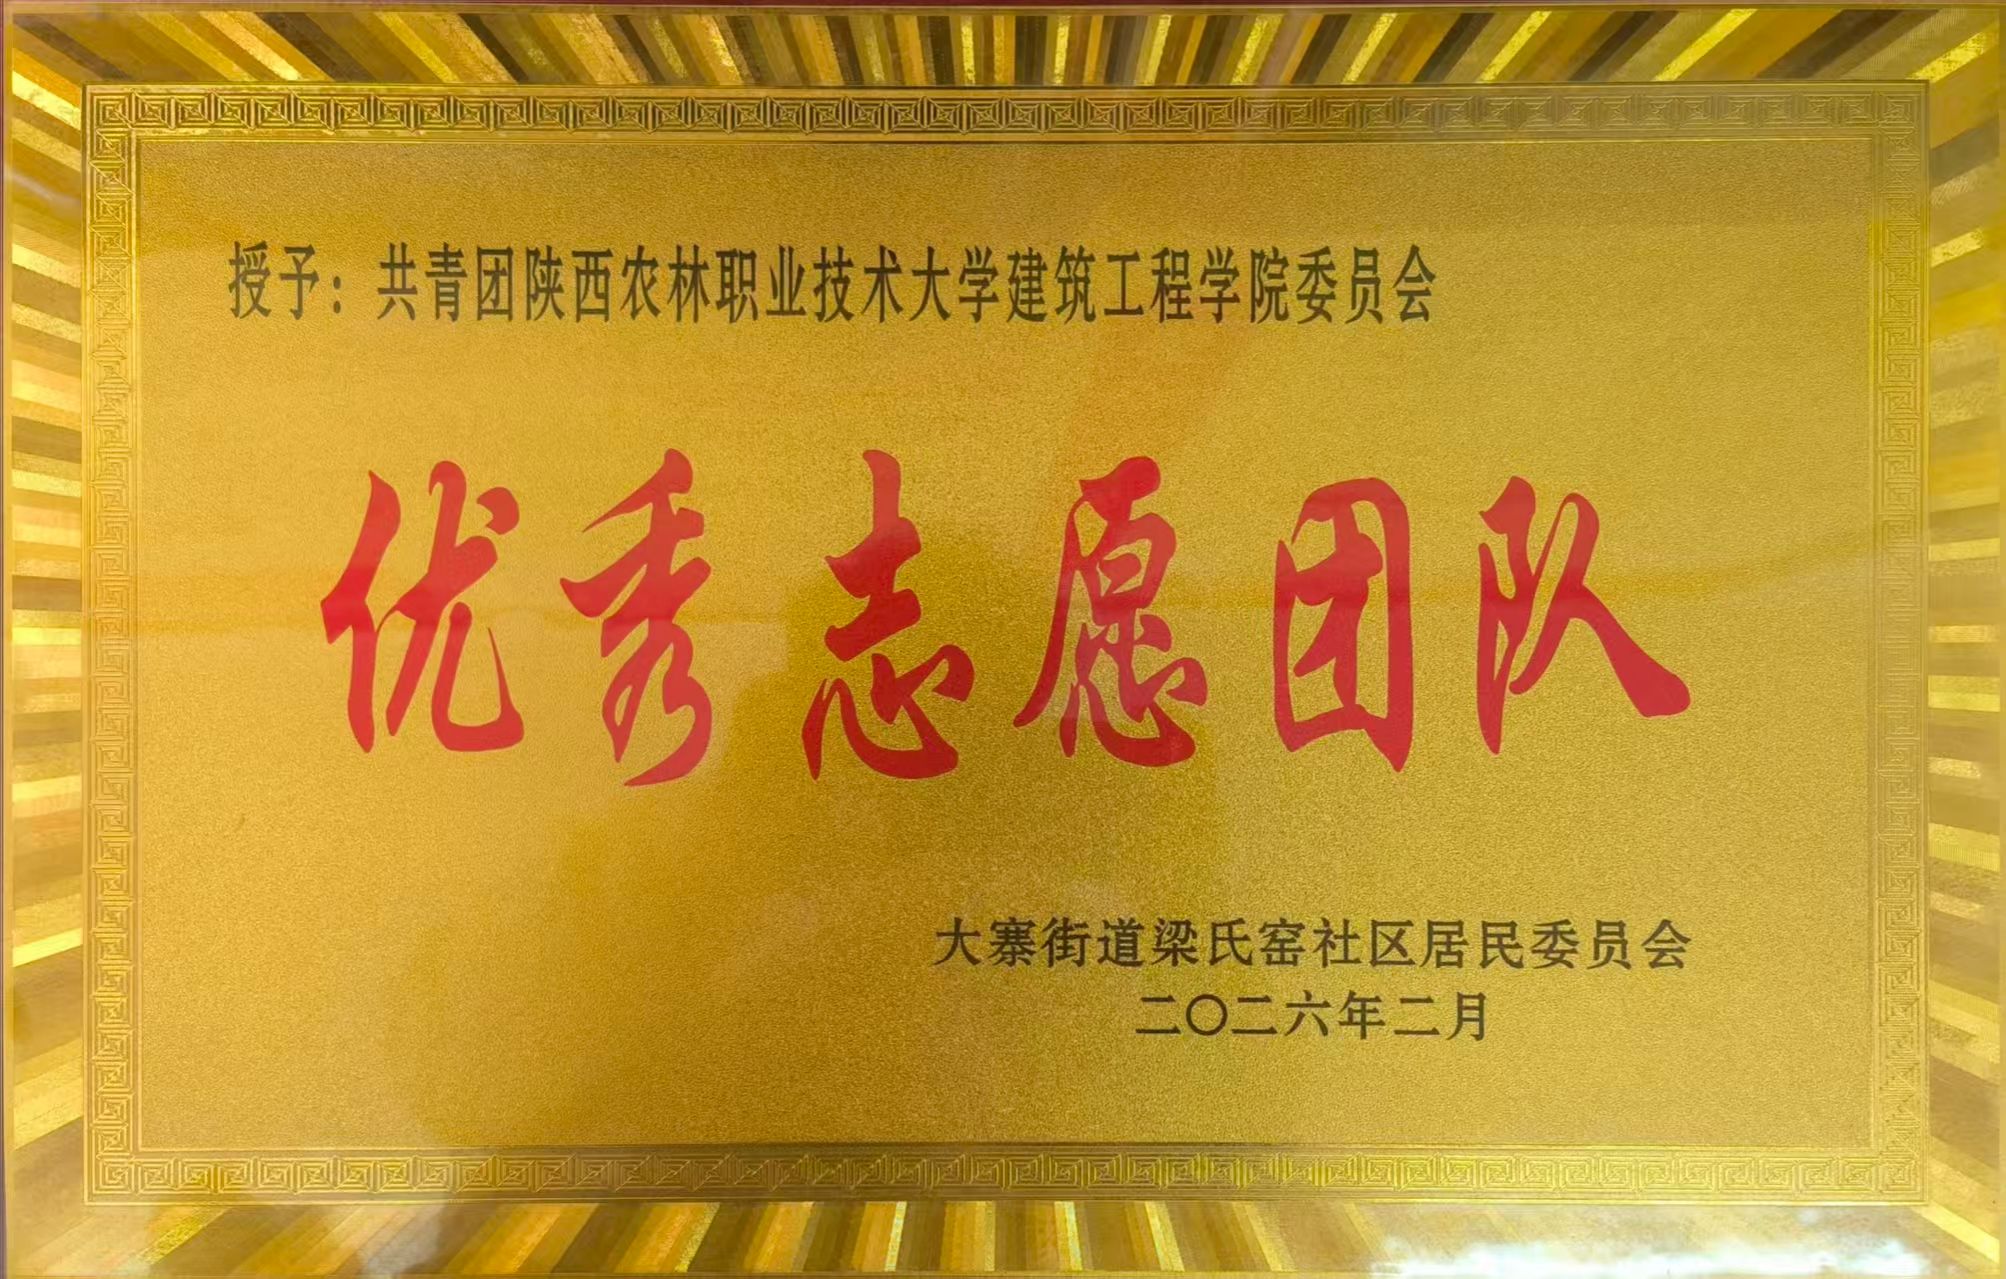 授予：共青团陕西农林职业技术大学建筑工程学院委员会
优秀志愿团队
大寨街道梁氏窑社区居民委员会
二〇二六年二月